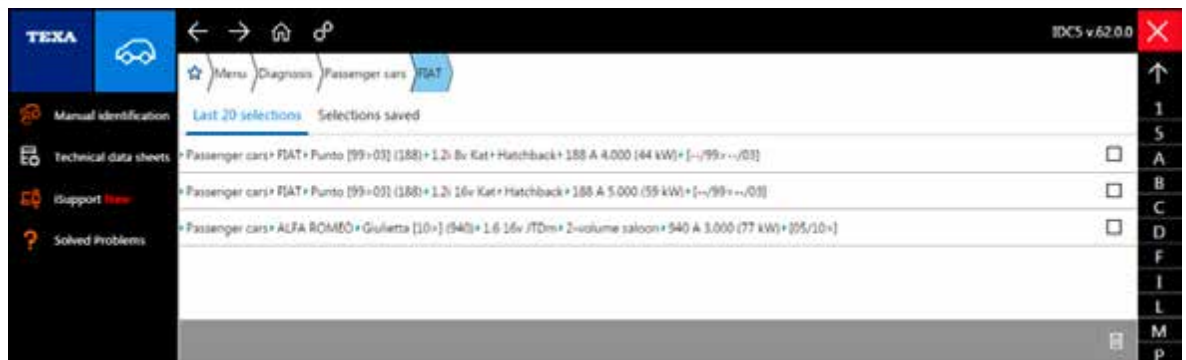 TEXA
IDC5 v.62.0.0
Menu Diagnosis Passenger cars FIAT
Manual identification
Technical data sheets
iSupport New
Solved Problems
Last 20 selections Selections saved
Passenger cars FIAT Punto [99>03] (188) 1.2i 8v Kat Hatchback 188 A 4.000 (44 kW) [--/99>--/03]
Passenger cars FIAT Punto [99>03] (188) 1.2i 16v Kat Hatchback 188 A 5.000 (59 kW) [--/99>--/03]
Passenger cars ALFA ROMEO Giulietta [10>] (940) 1.6 16v JTDm 2-volume saloon 940 A 3.000 (77 kW) [05/10>]
1
5
A
B
C
D
F
I
L
M
P